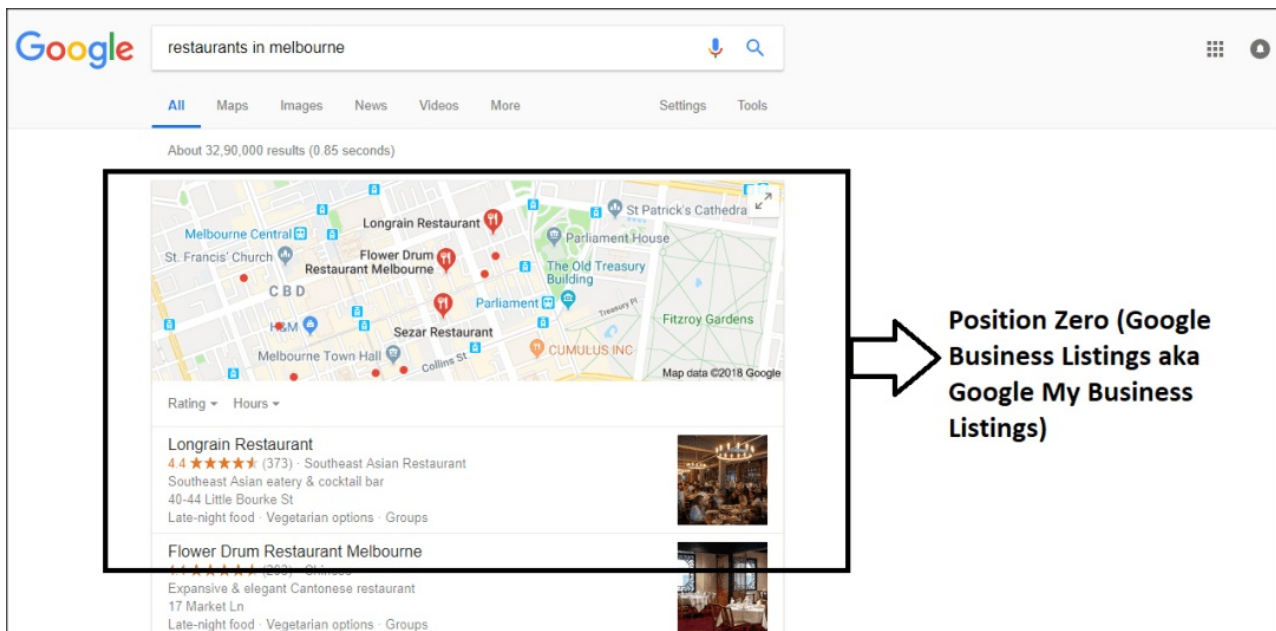 Google
restaurants in melbourne
All Maps Images News Videos More Settings Tools
About 32,90,000 results (0.85 seconds)
St Patrick's Cathedra
Longrain Restaurant
Melbourne Central
Parliament House
St. Francis' Church
Flower Drum
Restaurant Melbourne
The Old Treasury
Building
CBD
Parliament
Treasury Pl
Fitzroy Gardens
H&M
Sezar Restaurant
CUMULUS INC
Melbourne Town Hall
Collins St
Map data ©2018 Google
Rating Hours
Longrain Restaurant
4.4 ★★★★★ (373) · Southeast Asian Restaurant
Southeast Asian eatery & cocktail bar
40-44 Little Bourke St
Late-night food · Vegetarian options · Groups
Flower Drum Restaurant Melbourne
Expansive & elegant Cantonese restaurant
17 Market Ln
Late-night food · Vegetarian options · Groups
Position Zero (Google
Business Listings aka
Google My Business
Listings)